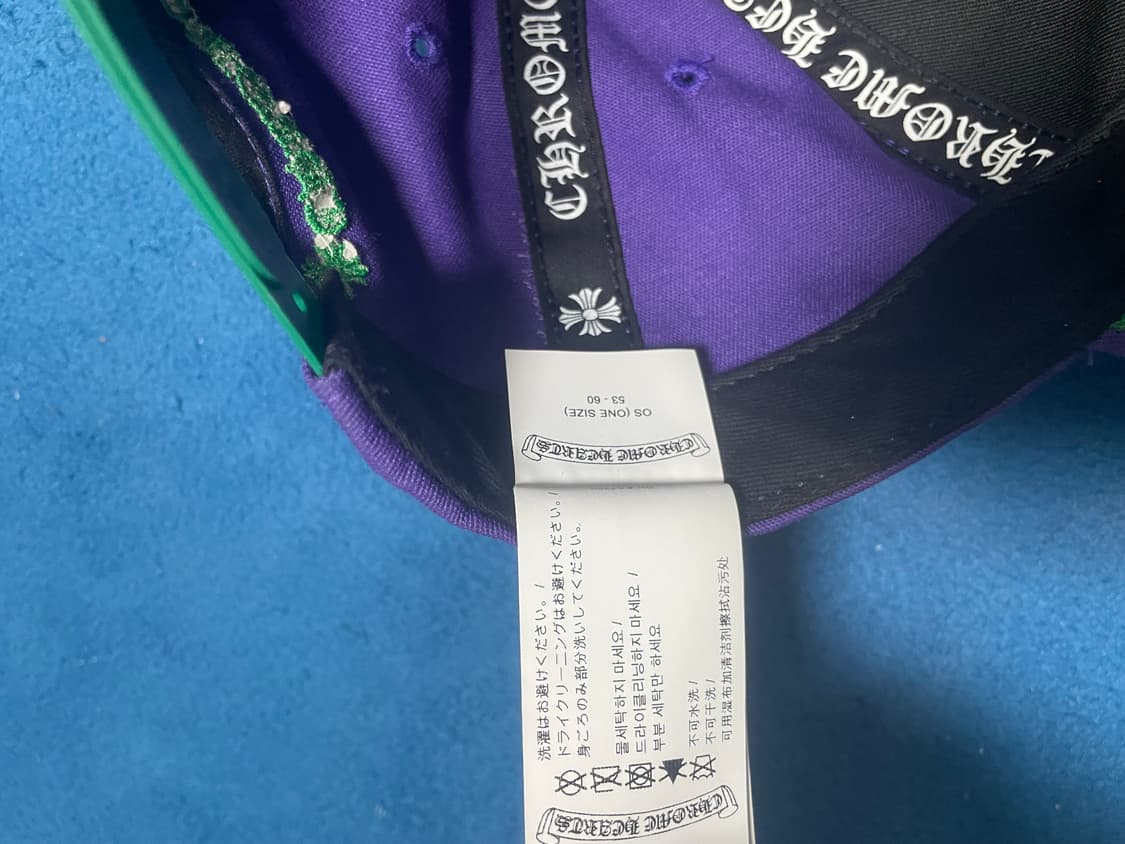 CHROM
CHROME HE
OS (ONE SIZE)
53 - 60
CHROME HEARTS
洗濯はお避けください。/
ドライクリーニングはお避けください。/
身ごろのみ部分洗いしてください。
물세탁하지 마세요 /
드라이클리닝하지 마세요 /
부분 세탁만 하세요
不可水洗 /
不可干洗 /
可用湿布加清洁剂擦拭沾污处
CHROME HEARTS